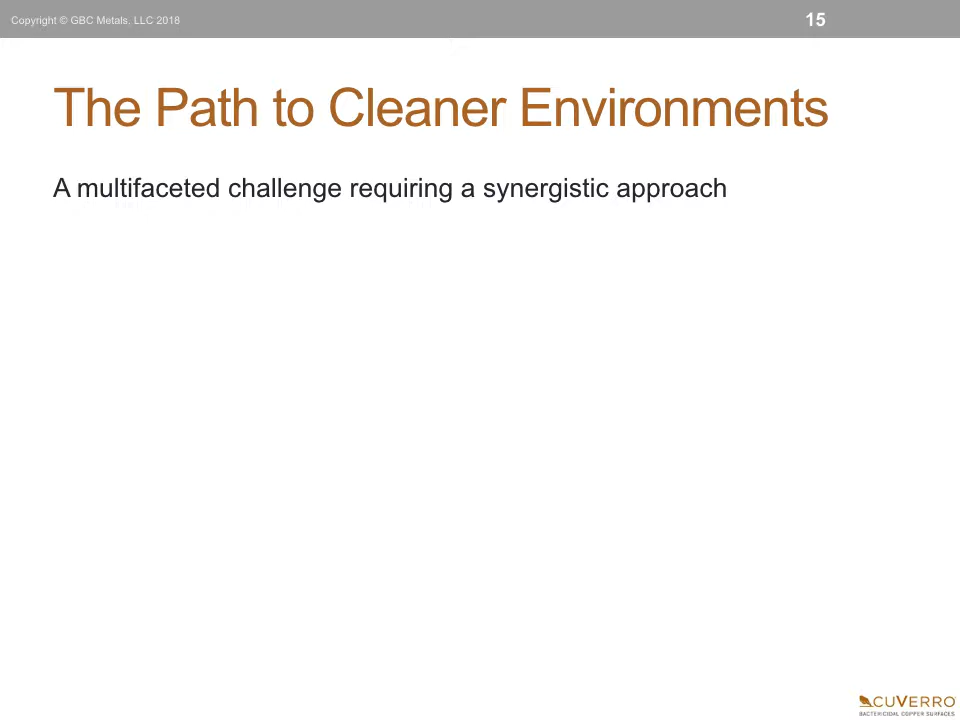 Copyright © GBC Metals, LLC 2018
15
The Path to Cleaner Environments
A multifaceted challenge requiring a synergistic approach
CUVERRO
BACTERICIDAL COPPER SURFACES